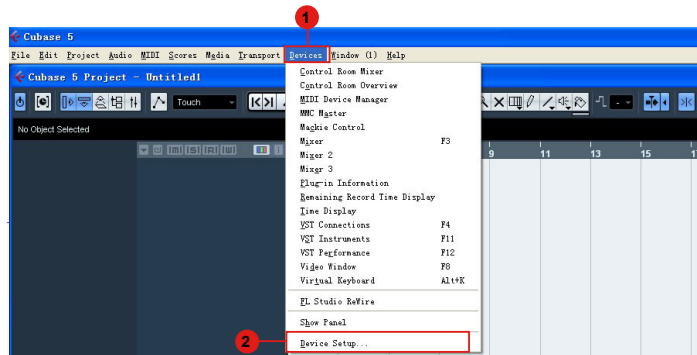 1
Cubase 5
File Edit Project Audio MIDI Scores Media Transport Devices Window (1) Help
Cubase 5 Project - Untitled1
Touch
No Object Selected
9 11 13 15
Control Room Mixer
Control Room Overview
MIDI Device Manager
MMC Master
Mackie Control
Mixer F3
Mixer 2
Mixer 3
Plug-in Information
Remaining Record Time Display
Time Display
VST Connections F4
VST Instruments F11
VST Performance F12
Video Window F8
Virtual Keyboard Alt+K
FL Studio ReWire
Show Panel
2
Device Setup...